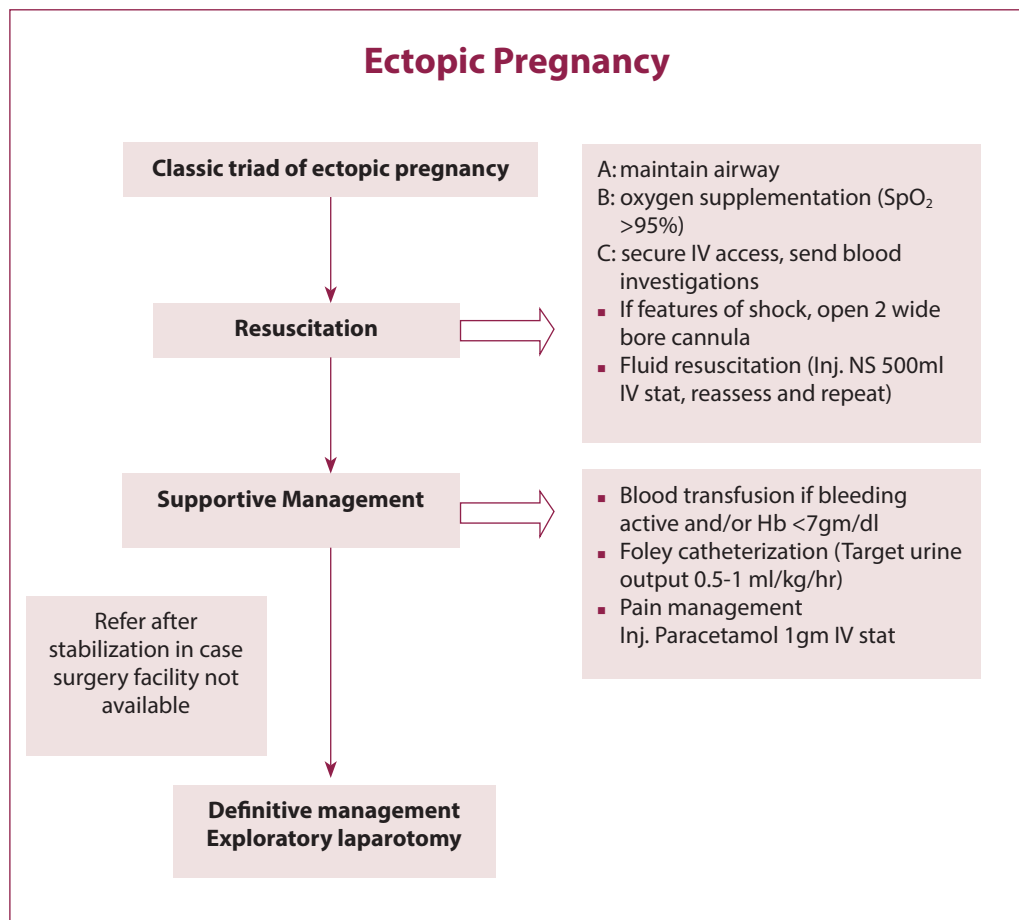 Ectopic Pregnancy
Classic triad of ectopic pregnancy
A: maintain airway
B: oxygen supplementation (SpO₂
>95%)
C: secure IV access, send blood
investigations
▪ If features of shock, open 2 wide
bore cannula
▪ Fluid resuscitation (Inj. NS 500ml
IV stat, reassess and repeat)
Resuscitation
Supportive Management
▪ Blood transfusion if bleeding
active and/or Hb <7gm/dl
▪ Foley catheterization (Target urine
output 0.5-1 ml/kg/hr)
▪ Pain management
Inj. Paracetamol 1gm IV stat
Refer after
stabilization in case
surgery facility not
available
Definitive management
Exploratory laparotomy